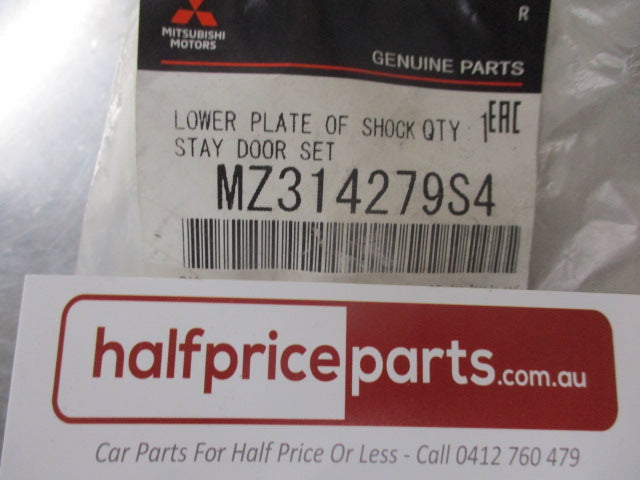 R
MITSUBISHI
MOTORS
GENUINE PARTS
LOWER PLATE OF SHOCK QTY 1 EAC
STAY DOOR SET
MZ314279S4
halfpriceparts.com.au
Car Parts For Half Price Or Less - Call 0412 760 479